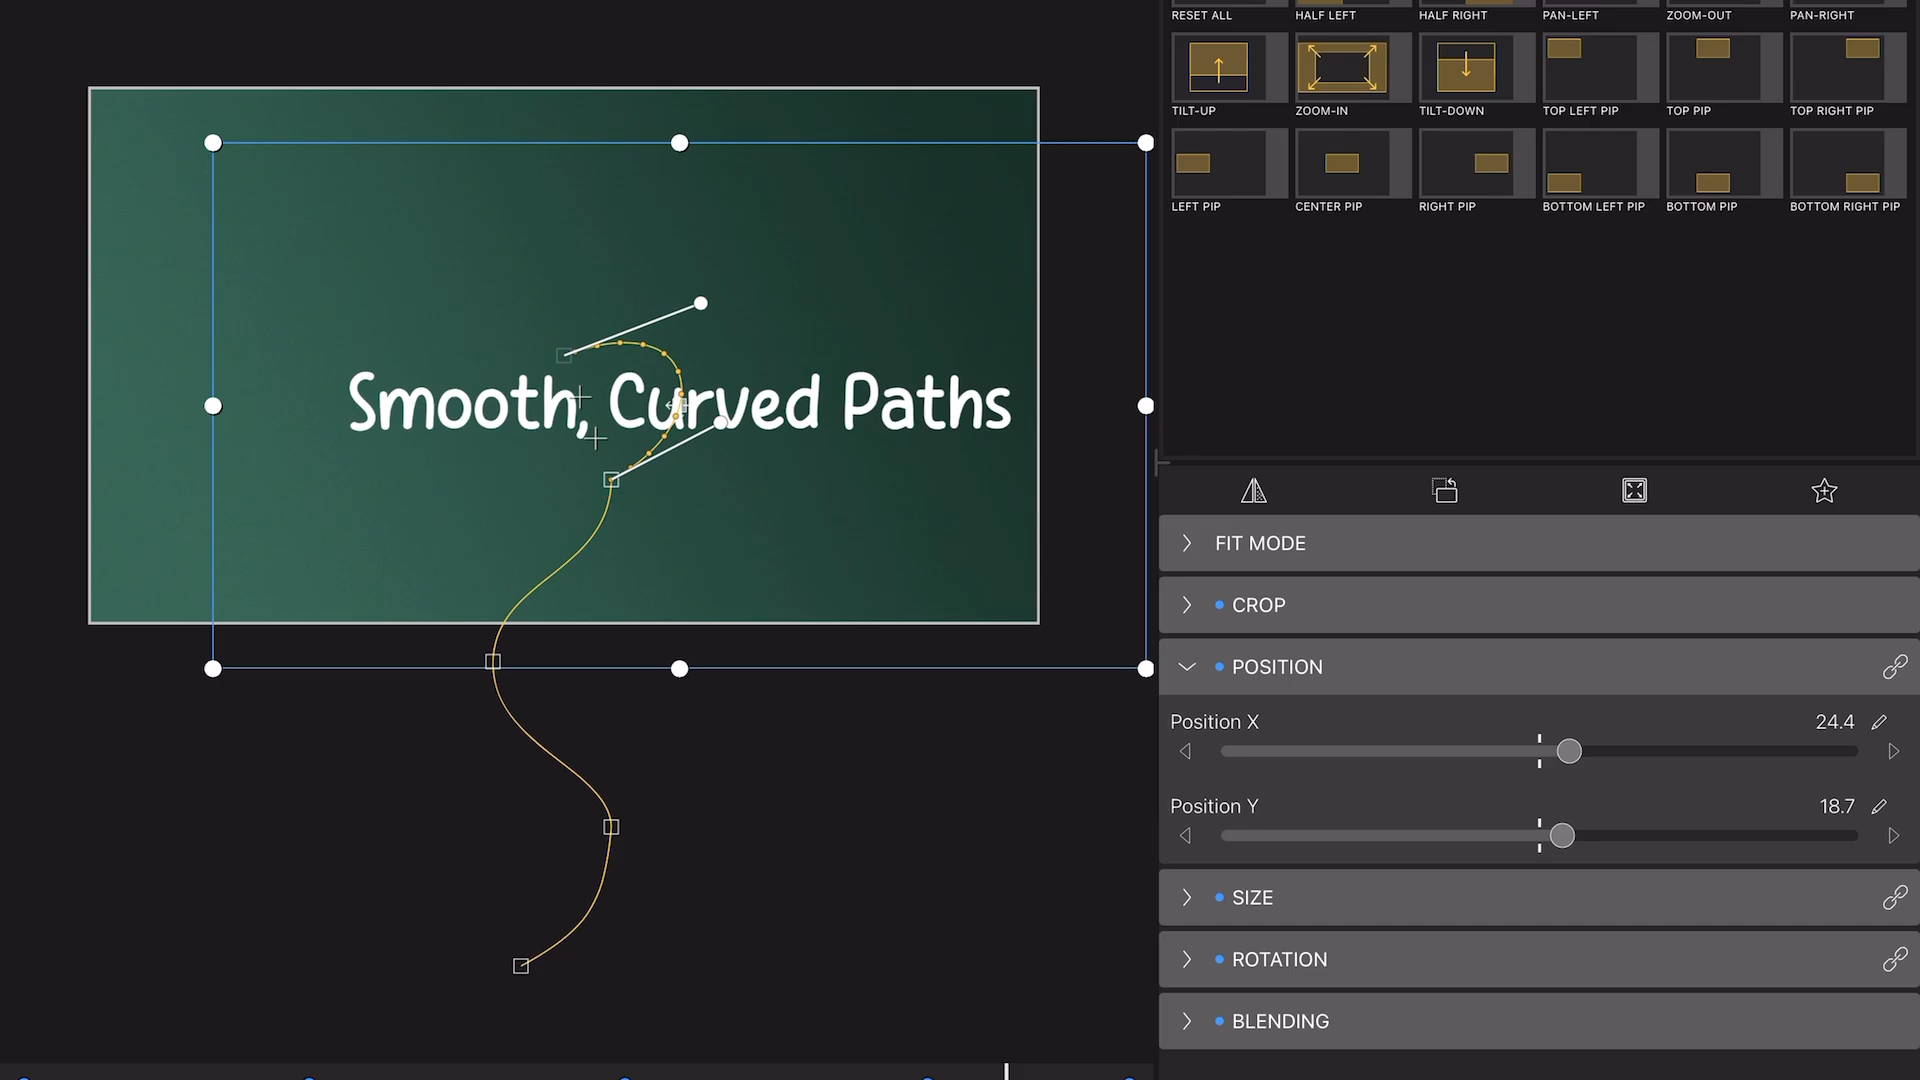 RESET ALL HALF LEFT HALF RIGHT PAN-LEFT ZOOM-OUT PAN-RIGHT
TILT-UP ZOOM-IN TILT-DOWN TOP LEFT PIP TOP PIP TOP RIGHT PIP
LEFT PIP CENTER PIP RIGHT PIP BOTTOM LEFT PIP BOTTOM PIP BOTTOM RIGHT PIP
Smooth, Curved Paths
FIT MODE
CROP
POSITION
Position X 24.4
Position Y 18.7
SIZE
ROTATION
BLENDING